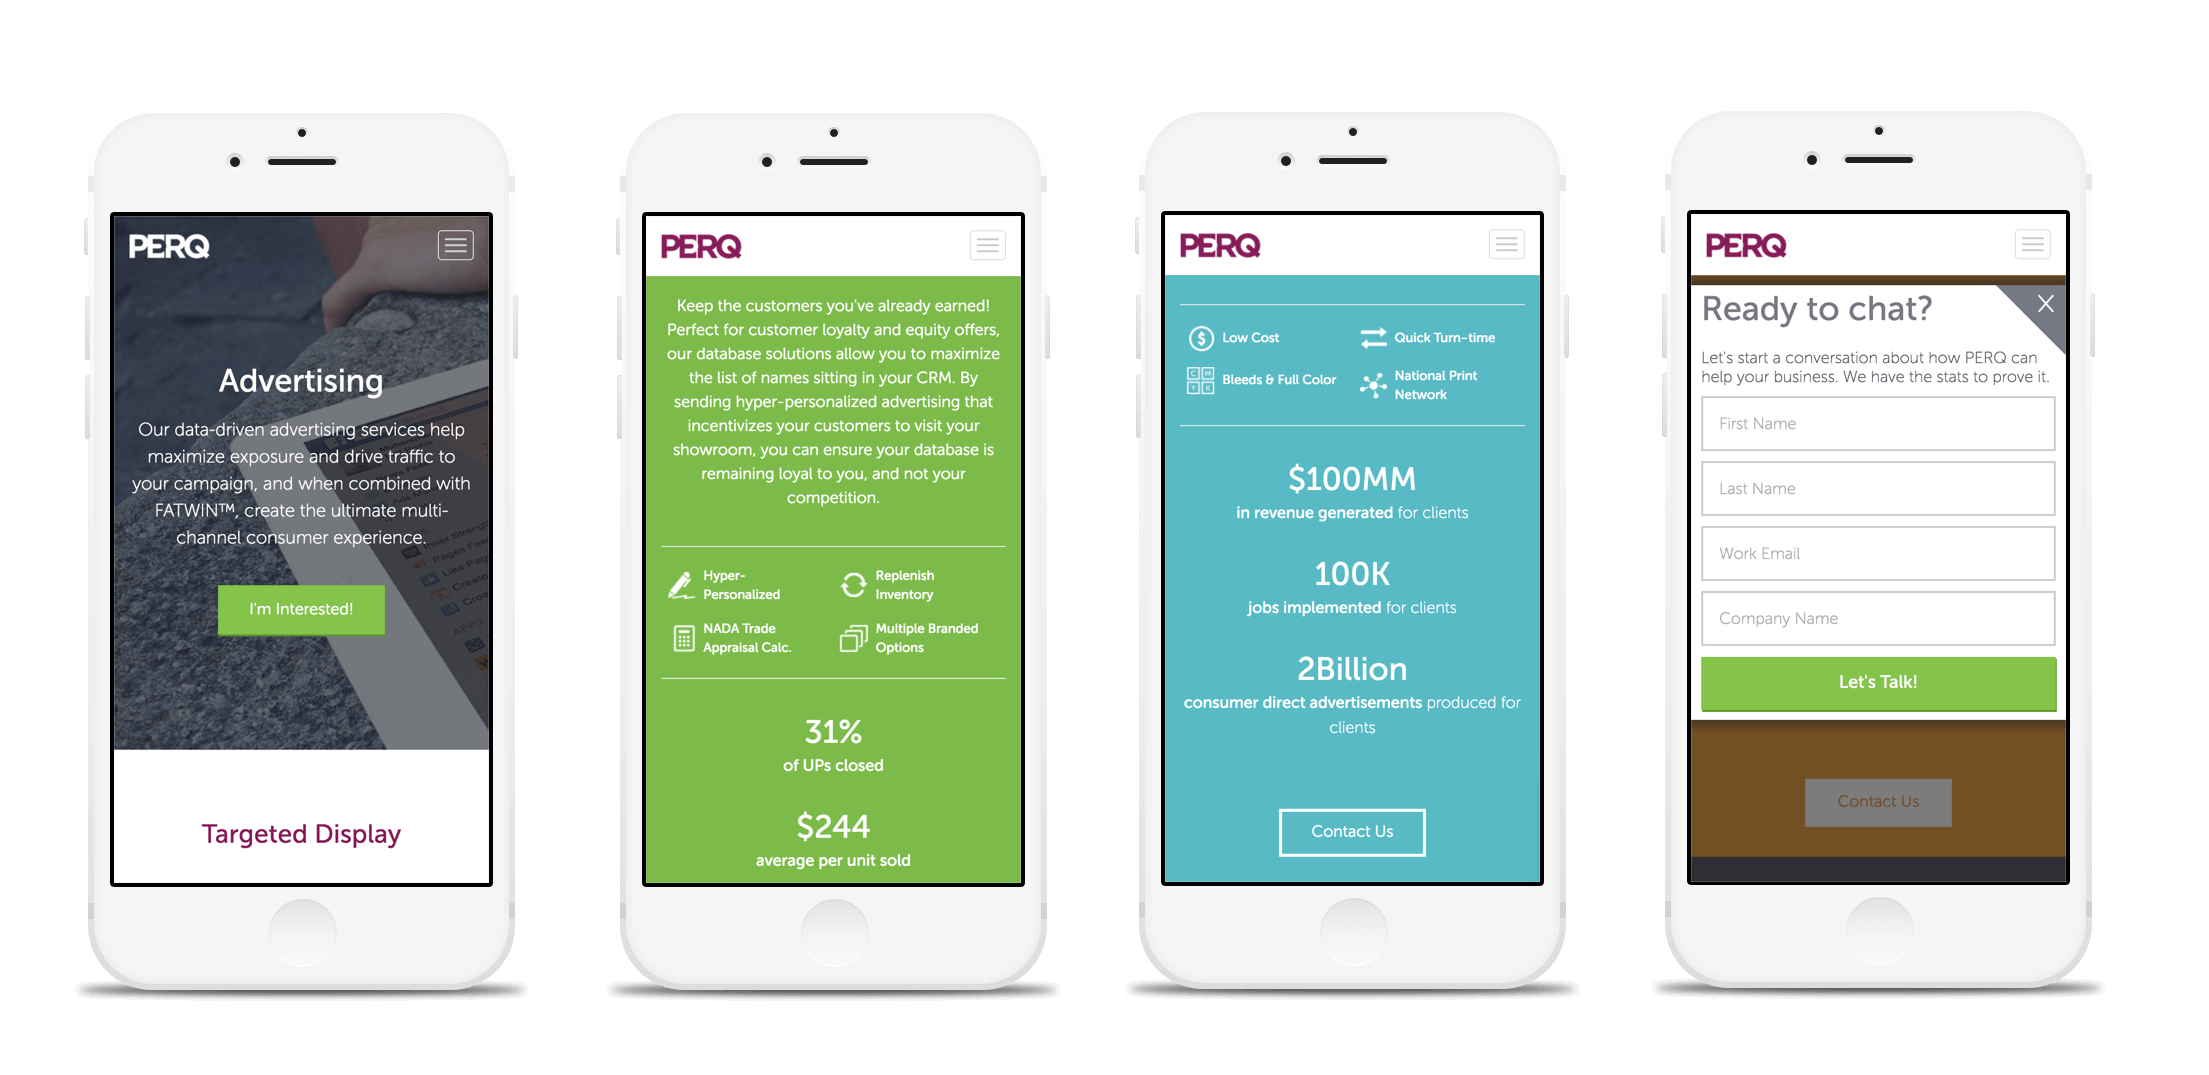 PERQ
Advertising
Our data-driven advertising services help
maximize exposure and drive traffic to
your campaign, and when combined with
FATWIN™, create the ultimate multi-
channel consumer experience.
I'm Interested!
Targeted Display
PERQ
Keep the customers you've already earned!
Perfect for customer loyalty and equity offers,
our database solutions allow you to maximize
the list of names sitting in your CRM. By
sending hyper-personalized advertising that
incentivizes your customers to visit your
showroom, you can ensure your database is
remaining loyal to you, and not your
competition.
Hyper-
Personalized
Replenish
Inventory
NADA Trade
Appraisal Calc.
Multiple Branded
Options
31%
of UPs closed
$244
average per unit sold
PERQ
$ Low Cost
Quick Turn-time
C M
Y K
Bleeds & Full Color
National Print
Network
$100MM
in revenue generated for clients
100K
jobs implemented for clients
2Billion
consumer direct advertisements produced for
clients
Contact Us
PERQ
Ready to chat?
Let's start a conversation about how PERQ can
help your business. We have the stats to prove it.
First Name
Last Name
Work Email
Company Name
Let's Talk!
Contact Us